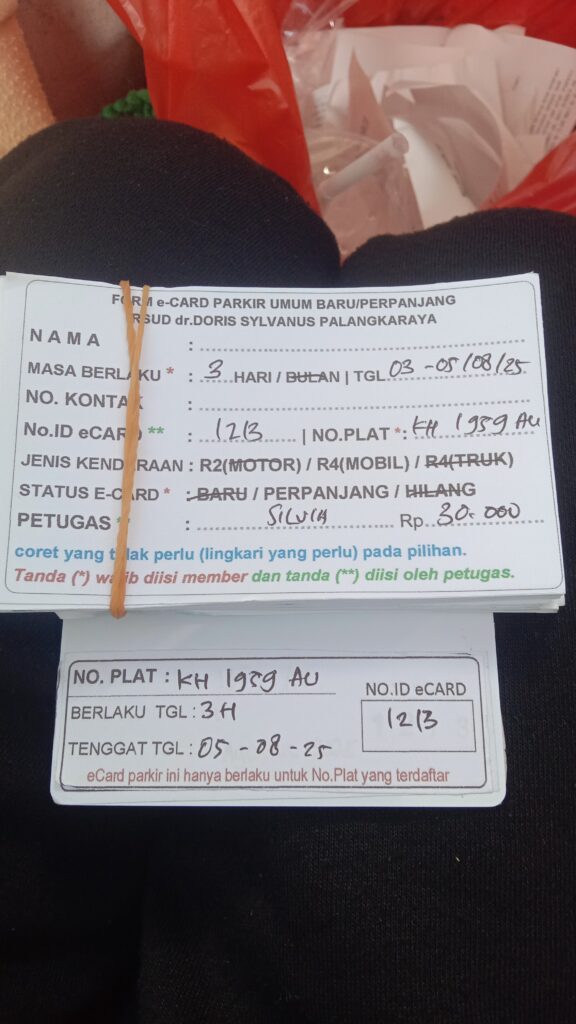 FORM e-CARD PARKIR UMUM BARU/PERPANJANG
RSUD dr.DORIS SYLVANUS PALANGKARAYA
NAMA :
MASA BERLAKU * : 3 HARI / BULAN | TGL 03 - 05/08/25
NO. KONTAK :
No.ID eCARD ** : 1213 | NO.PLAT *: KH 1959 AU
JENIS KENDARAAN : R2(MOTOR) / R4(MOBIL) / R4(TRUK)
STATUS E-CARD * : BARU / PERPANJANG / HILANG
PETUGAS ** : SILVIA Rp. 30.000
coret yang tidak perlu (lingkari yang perlu) pada pilihan.
Tanda (*) wajib diisi member dan tanda (**) diisi oleh petugas.
NO. PLAT : KH 1959 AU
NO.ID eCARD
BERLAKU TGL : 3H
1213
TENGGAT TGL : 05 - 08 - 25
eCard parkir ini hanya berlaku untuk No.Plat yang terdaftar